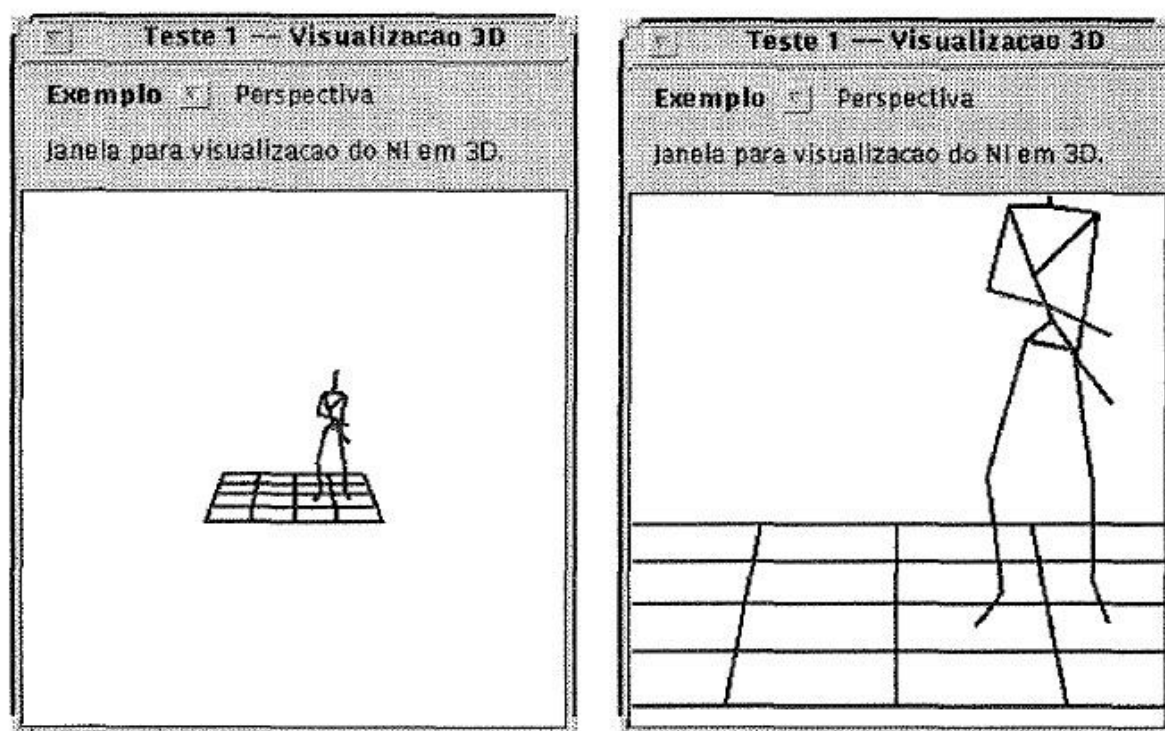 Teste 1 — Visualizacao 3D
Exemplo Perspectiva
Janela para visualizacao do NI em 3D.
Teste 1 — Visualizacao 3D
Exemplo Perspectiva
Janela para visualizacao do NI em 3D.